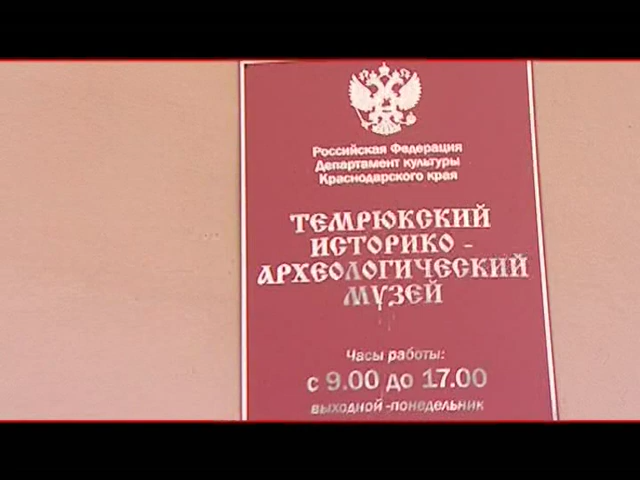 Российская Федерация
Департамент культуры
Краснодарского края
ТЕМРЮКСКИЙ
ИСТОРИКО -
АРХЕОЛОГИЧЕСКИЙ
МУЗЕЙ
Часы работы:
с 9.00 до 17.00
выходной -понедельник